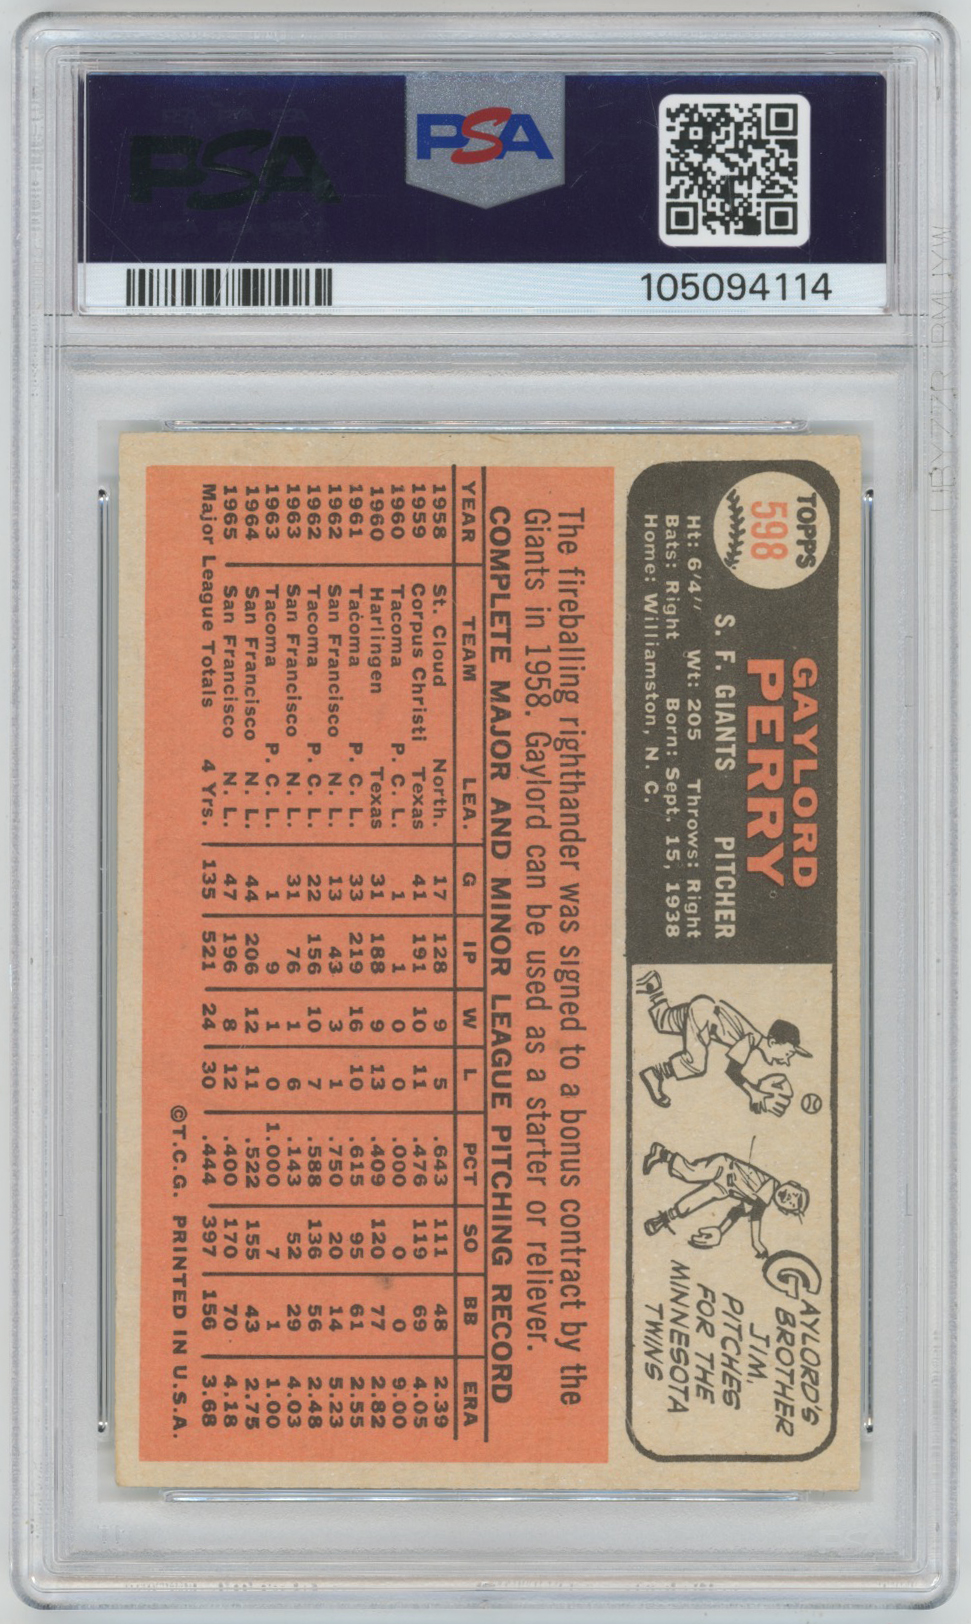 PSA
PSA
105094114
TOPPS
598
GAYLORD
PERRY
S. F. GIANTS PITCHER
Ht: 6'4" Wt: 205 Throws: Right
Bats: Right Born: Sept. 15, 1938
Home: Williamston, N. C.
GAYLORD'S
BROTHER
JIM,
PITCHES
FOR THE
MINNESOTA
TWINS
The fireballing righthander was signed to a bonus contract by the
Giants in 1958. Gaylord can be used as a starter or reliever.
COMPLETE MAJOR AND MINOR LEAGUE PITCHING RECORD
YEAR TEAM LEA. G IP W L PCT SO BB ERA
1958 St. Cloud North. 17 128 9 5 .643 111 48 2.39
1959 Corpus Christi Texas 41 191 10 11 .476 119 69 4.05
1960 Tacoma P. C. L. 1 1 0 0 .000 0 0 9.00
1960 Harlingen Texas 31 188 9 13 .409 120 77 2.82
1961 Tacoma P. C. L. 33 219 16 10 .615 95 61 2.55
1962 San Francisco N. L. 13 43 3 1 .750 20 14 5.23
1962 Tacoma P. C. L. 22 156 10 7 .588 136 56 2.48
1963 San Francisco N. L. 31 76 1 6 .143 52 29 4.03
1963 Tacoma P. C. L. 1 9 1 0 1.000 7 1 1.00
1964 San Francisco N. L. 44 206 12 11 .522 155 43 2.75
1965 San Francisco N. L. 47 196 8 12 .400 170 70 4.18
Major League Totals 4 Yrs. 135 521 24 30 .444 397 156 3.68
©T.C.G. PRINTED IN U.S.A.